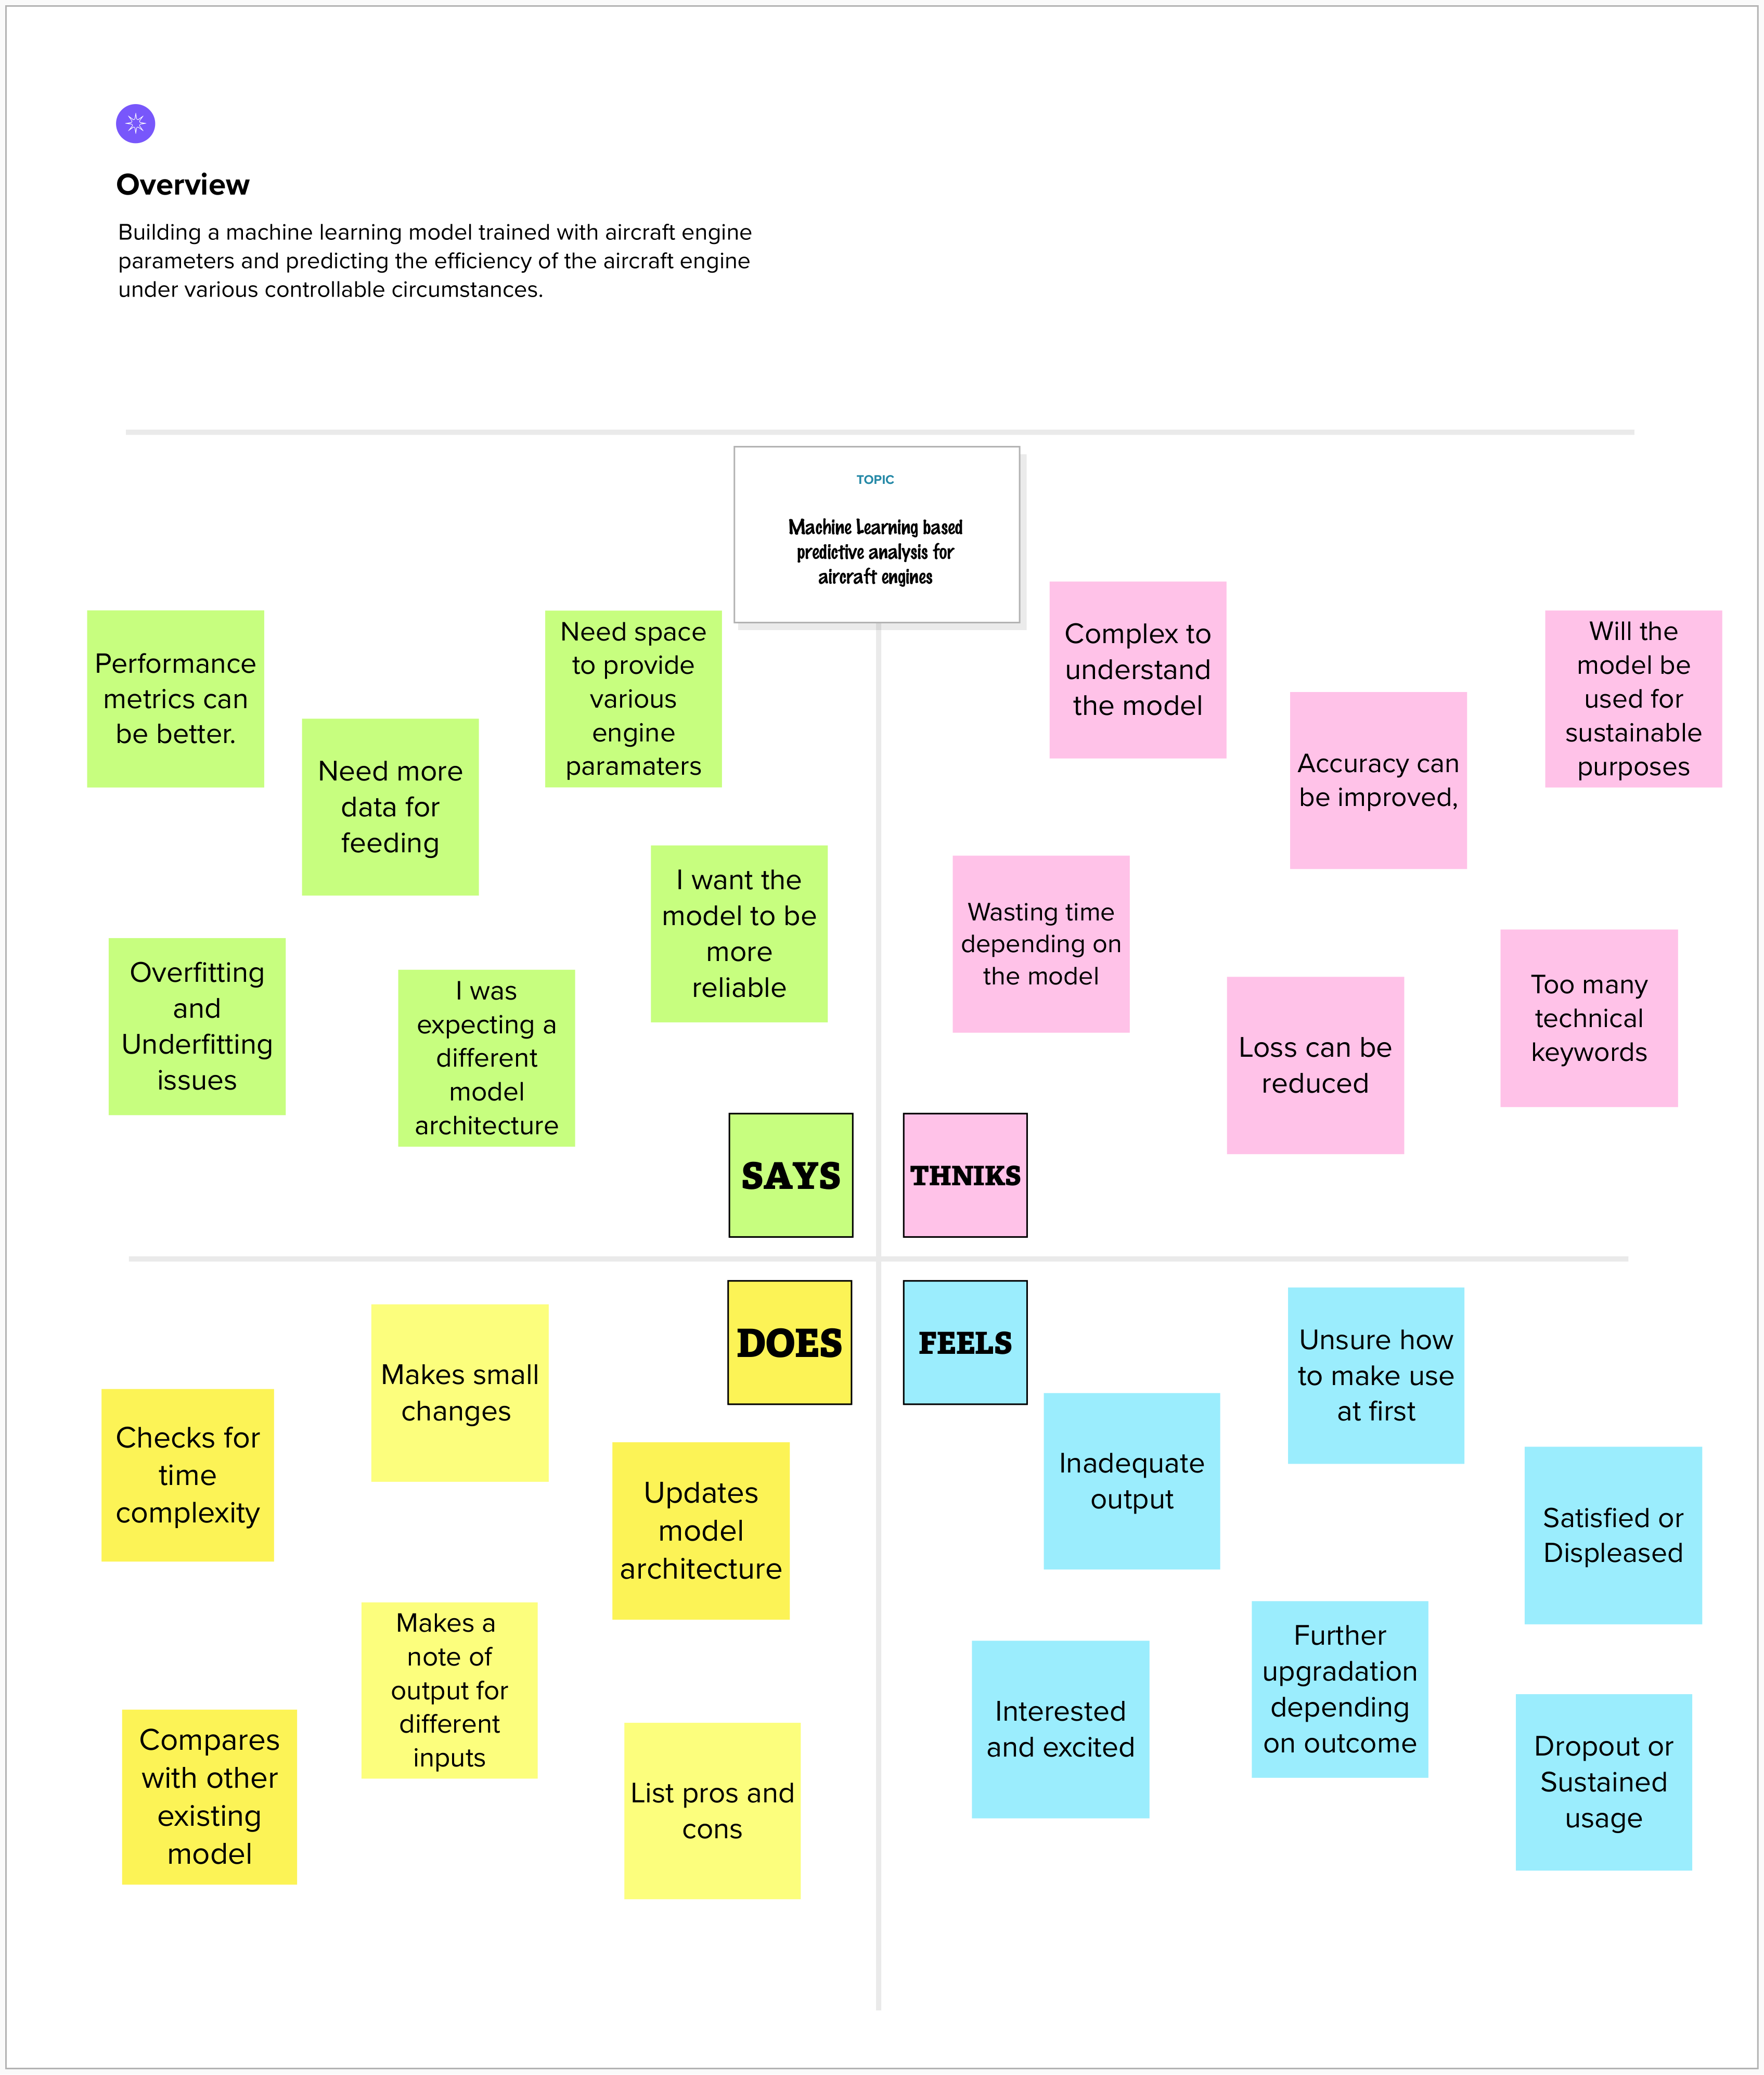 Overview
Building a machine learning model trained with aircraft engine
parameters and predicting the efficiency of the aircraft engine
under various controllable circumstances.
TOPIC
Machine Learning based
predictive analysis for
aircraft engines
Performance
metrics can
be better.
Need more
data for
feeding
Need space
to provide
various
engine
paramaters
I want the
model to be
more
reliable
Overfitting
and
Underfitting
issues
I was
expecting a
different
model
architecture
SAYS
Complex to
understand
the model
Accuracy can
be improved,
Will the
model be
used for
sustainable
purposes
Wasting time
depending on
the model
Loss can be
reduced
Too many
technical
keywords
THNIKS
DOES
Makes small
changes
Checks for
time
complexity
Updates
model
architecture
Makes a
note of
output for
different
inputs
Compares
with other
existing
model
List pros and
cons
FEELS
Unsure how
to make use
at first
Inadequate
output
Satisfied or
Displeased
Further
upgradation
depending
on outcome
Interested
and excited
Dropout or
Sustained
usage